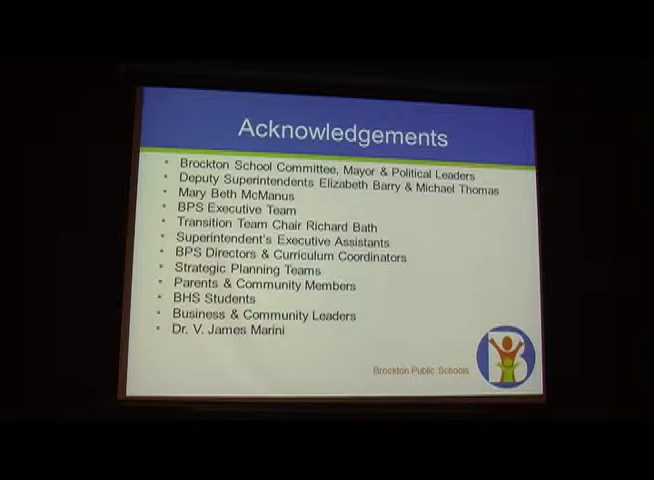 Acknowledgements
• Brockton School Committee, Mayor & Political Leaders
• Deputy Superintendents Elizabeth Barry & Michael Thomas
• Mary Beth McManus
• BPS Executive Team
• Transition Team Chair Richard Bath
• Superintendent's Executive Assistants
• BPS Directors & Curriculum Coordinators
• Strategic Planning Teams
• Parents & Community Members
• BHS Students
• Business & Community Leaders
• Dr. V. James Marini
Brockton Public Schools
B